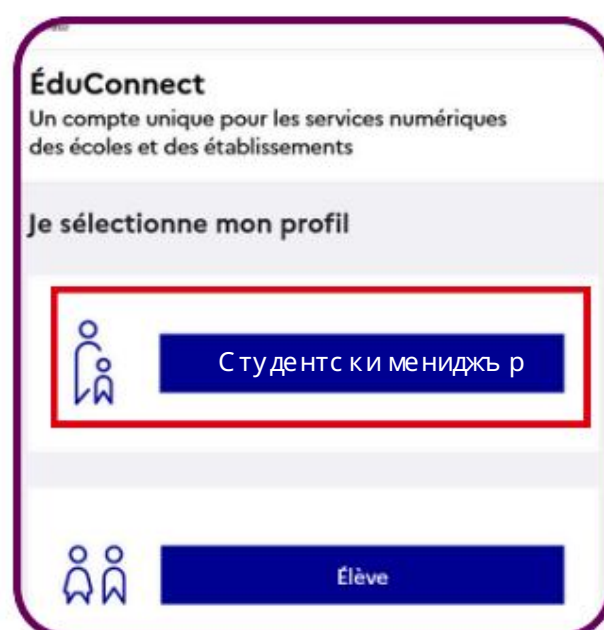 ÉduConnect
Un compte unique pour les services numériques
des écoles et des établissements
Je sélectionne mon profil
Студентски мениджър
Élève